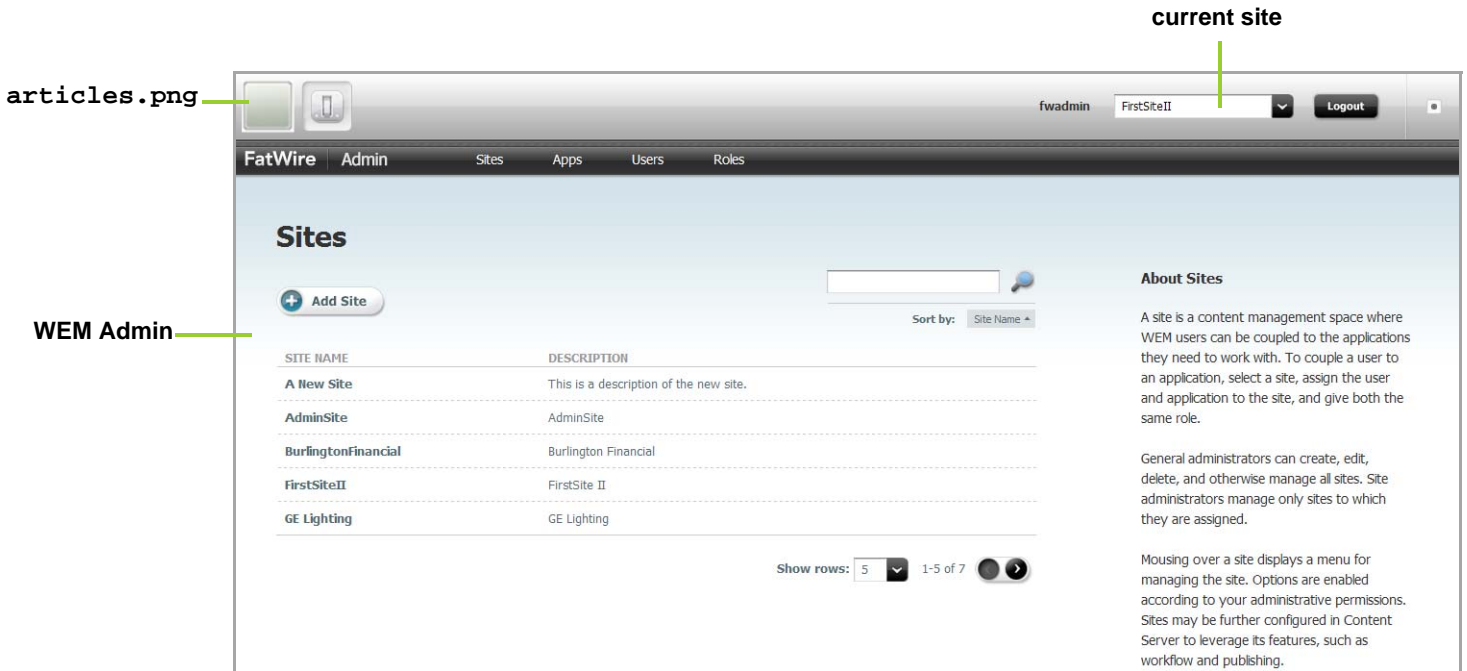 current site
articles.png
fwadmin FirstSiteII Logout
FatWire Admin Sites Apps Users Roles
Sites
Add Site
Sort by: Site Name
WEM Admin
SITE NAME DESCRIPTION
A New Site This is a description of the new site.
AdminSite AdminSite
BurlingtonFinancial Burlington Financial
FirstSiteII FirstSite II
GE Lighting GE Lighting
Show rows: 5 1-5 of 7
About Sites
A site is a content management space where
WEM users can be coupled to the applications
they need to work with. To couple a user to
an application, select a site, assign the user
and application to the site, and give both the
same role.
General administrators can create, edit,
delete, and otherwise manage all sites. Site
administrators manage only sites to which
they are assigned.
Mousing over a site displays a menu for
managing the site. Options are enabled
according to your administrative permissions.
Sites may be further configured in Content
Server to leverage its features, such as
workflow and publishing.